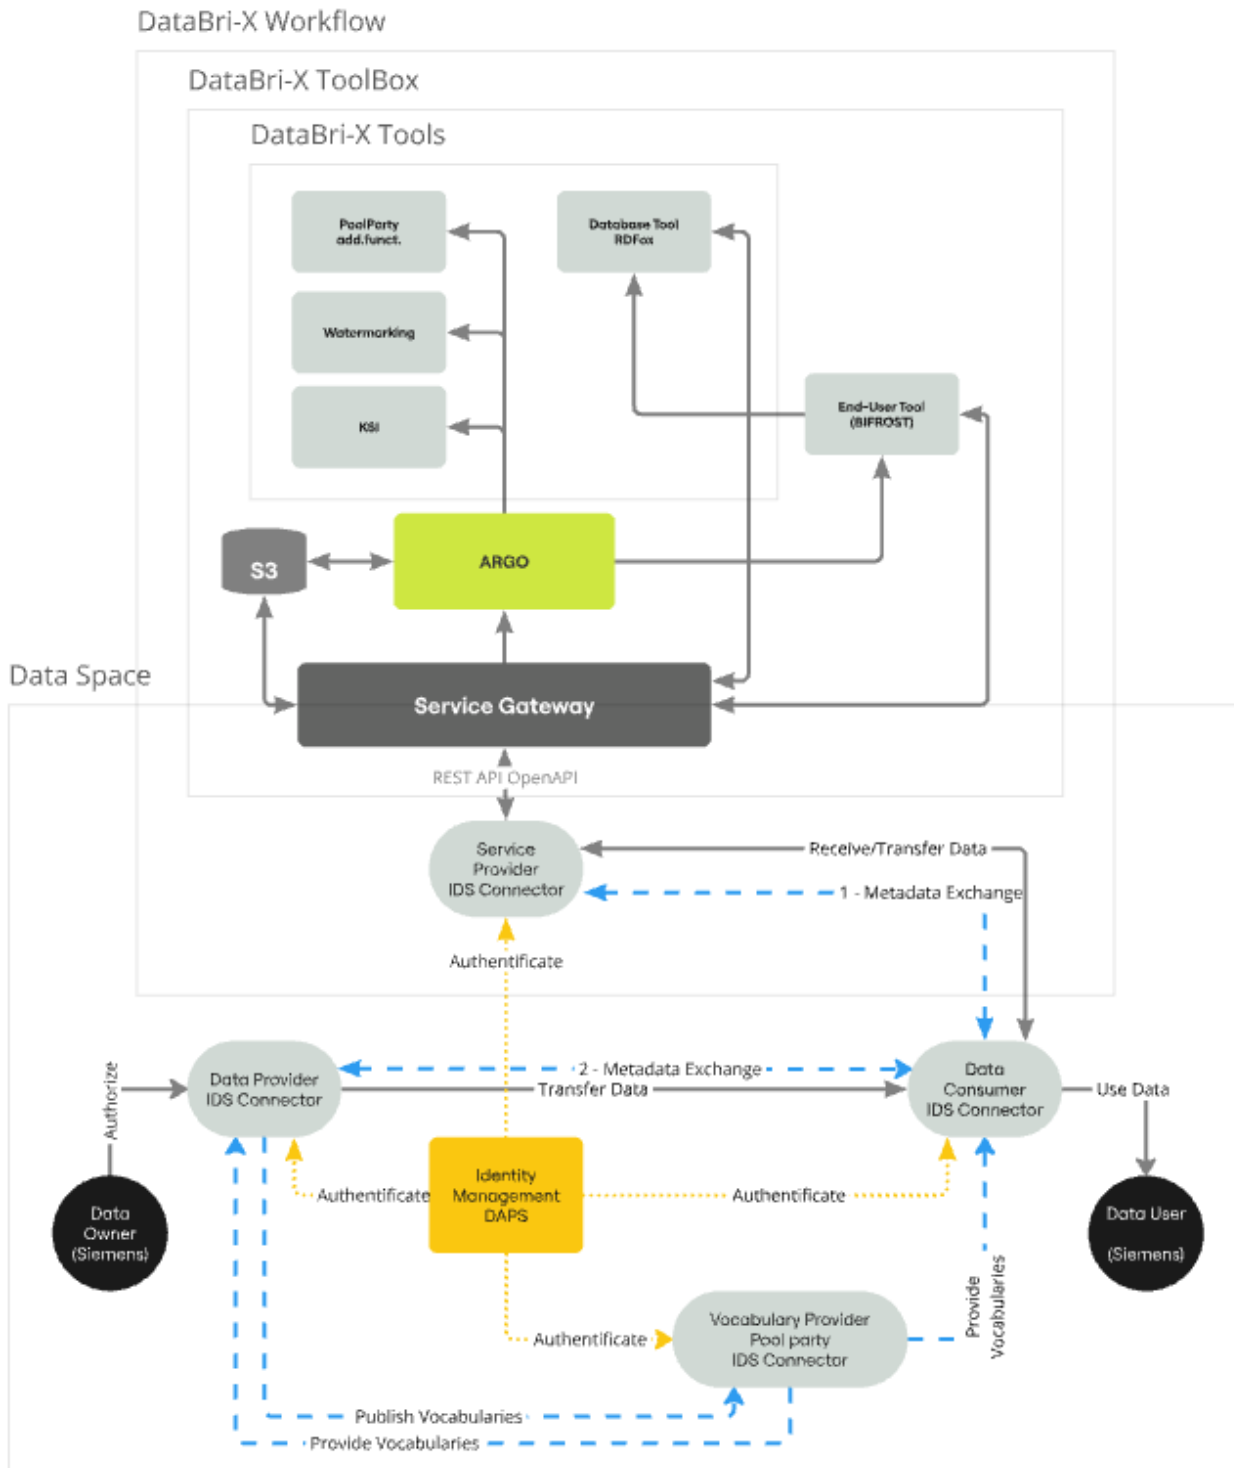 DataBri-X Workflow
DataBri-X ToolBox
DataBri-X Tools
PoolParty
add.funct.
Database Tool
RDFox
Watermarking
End-User Tool
(BIFROST)
KSI
S3
ARGO
Data Space
Service Gateway
REST API OpenAPI
Service
Provider
IDS Connector
Receive/Transfer Data
1 - Metadata Exchange
Authentificate
Authorize
Data Provider
IDS Connector
2 - Metadata Exchange
Transfer Data
Data
Consumer
IDS Connector
Use Data
Identity
Management
DAPS
Authentificate
Authentificate
Data
Owner
(Siemens)
Data User
(Siemens)
Provide
Vocabularies
Authentificate
Vocabulary Provider
Pool party
IDS Connector
Publish Vocabularies
Provide Vocabularies